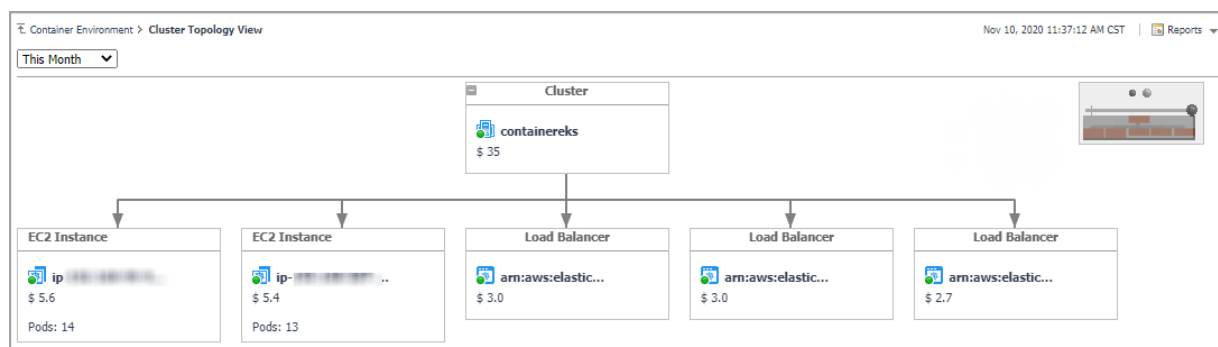 Container Environment > Cluster Topology View
Nov 10, 2020 11:37:12 AM CST | Reports
This Month
Cluster
containereks
$ 35
EC2 Instance
ip
$ 5.6
Pods: 14
EC2 Instance
ip-
..
$ 5.4
Pods: 13
Load Balancer
arn:aws:elastic...
$ 3.0
Load Balancer
arn:aws:elastic...
$ 3.0
Load Balancer
arn:aws:elastic...
$ 2.7